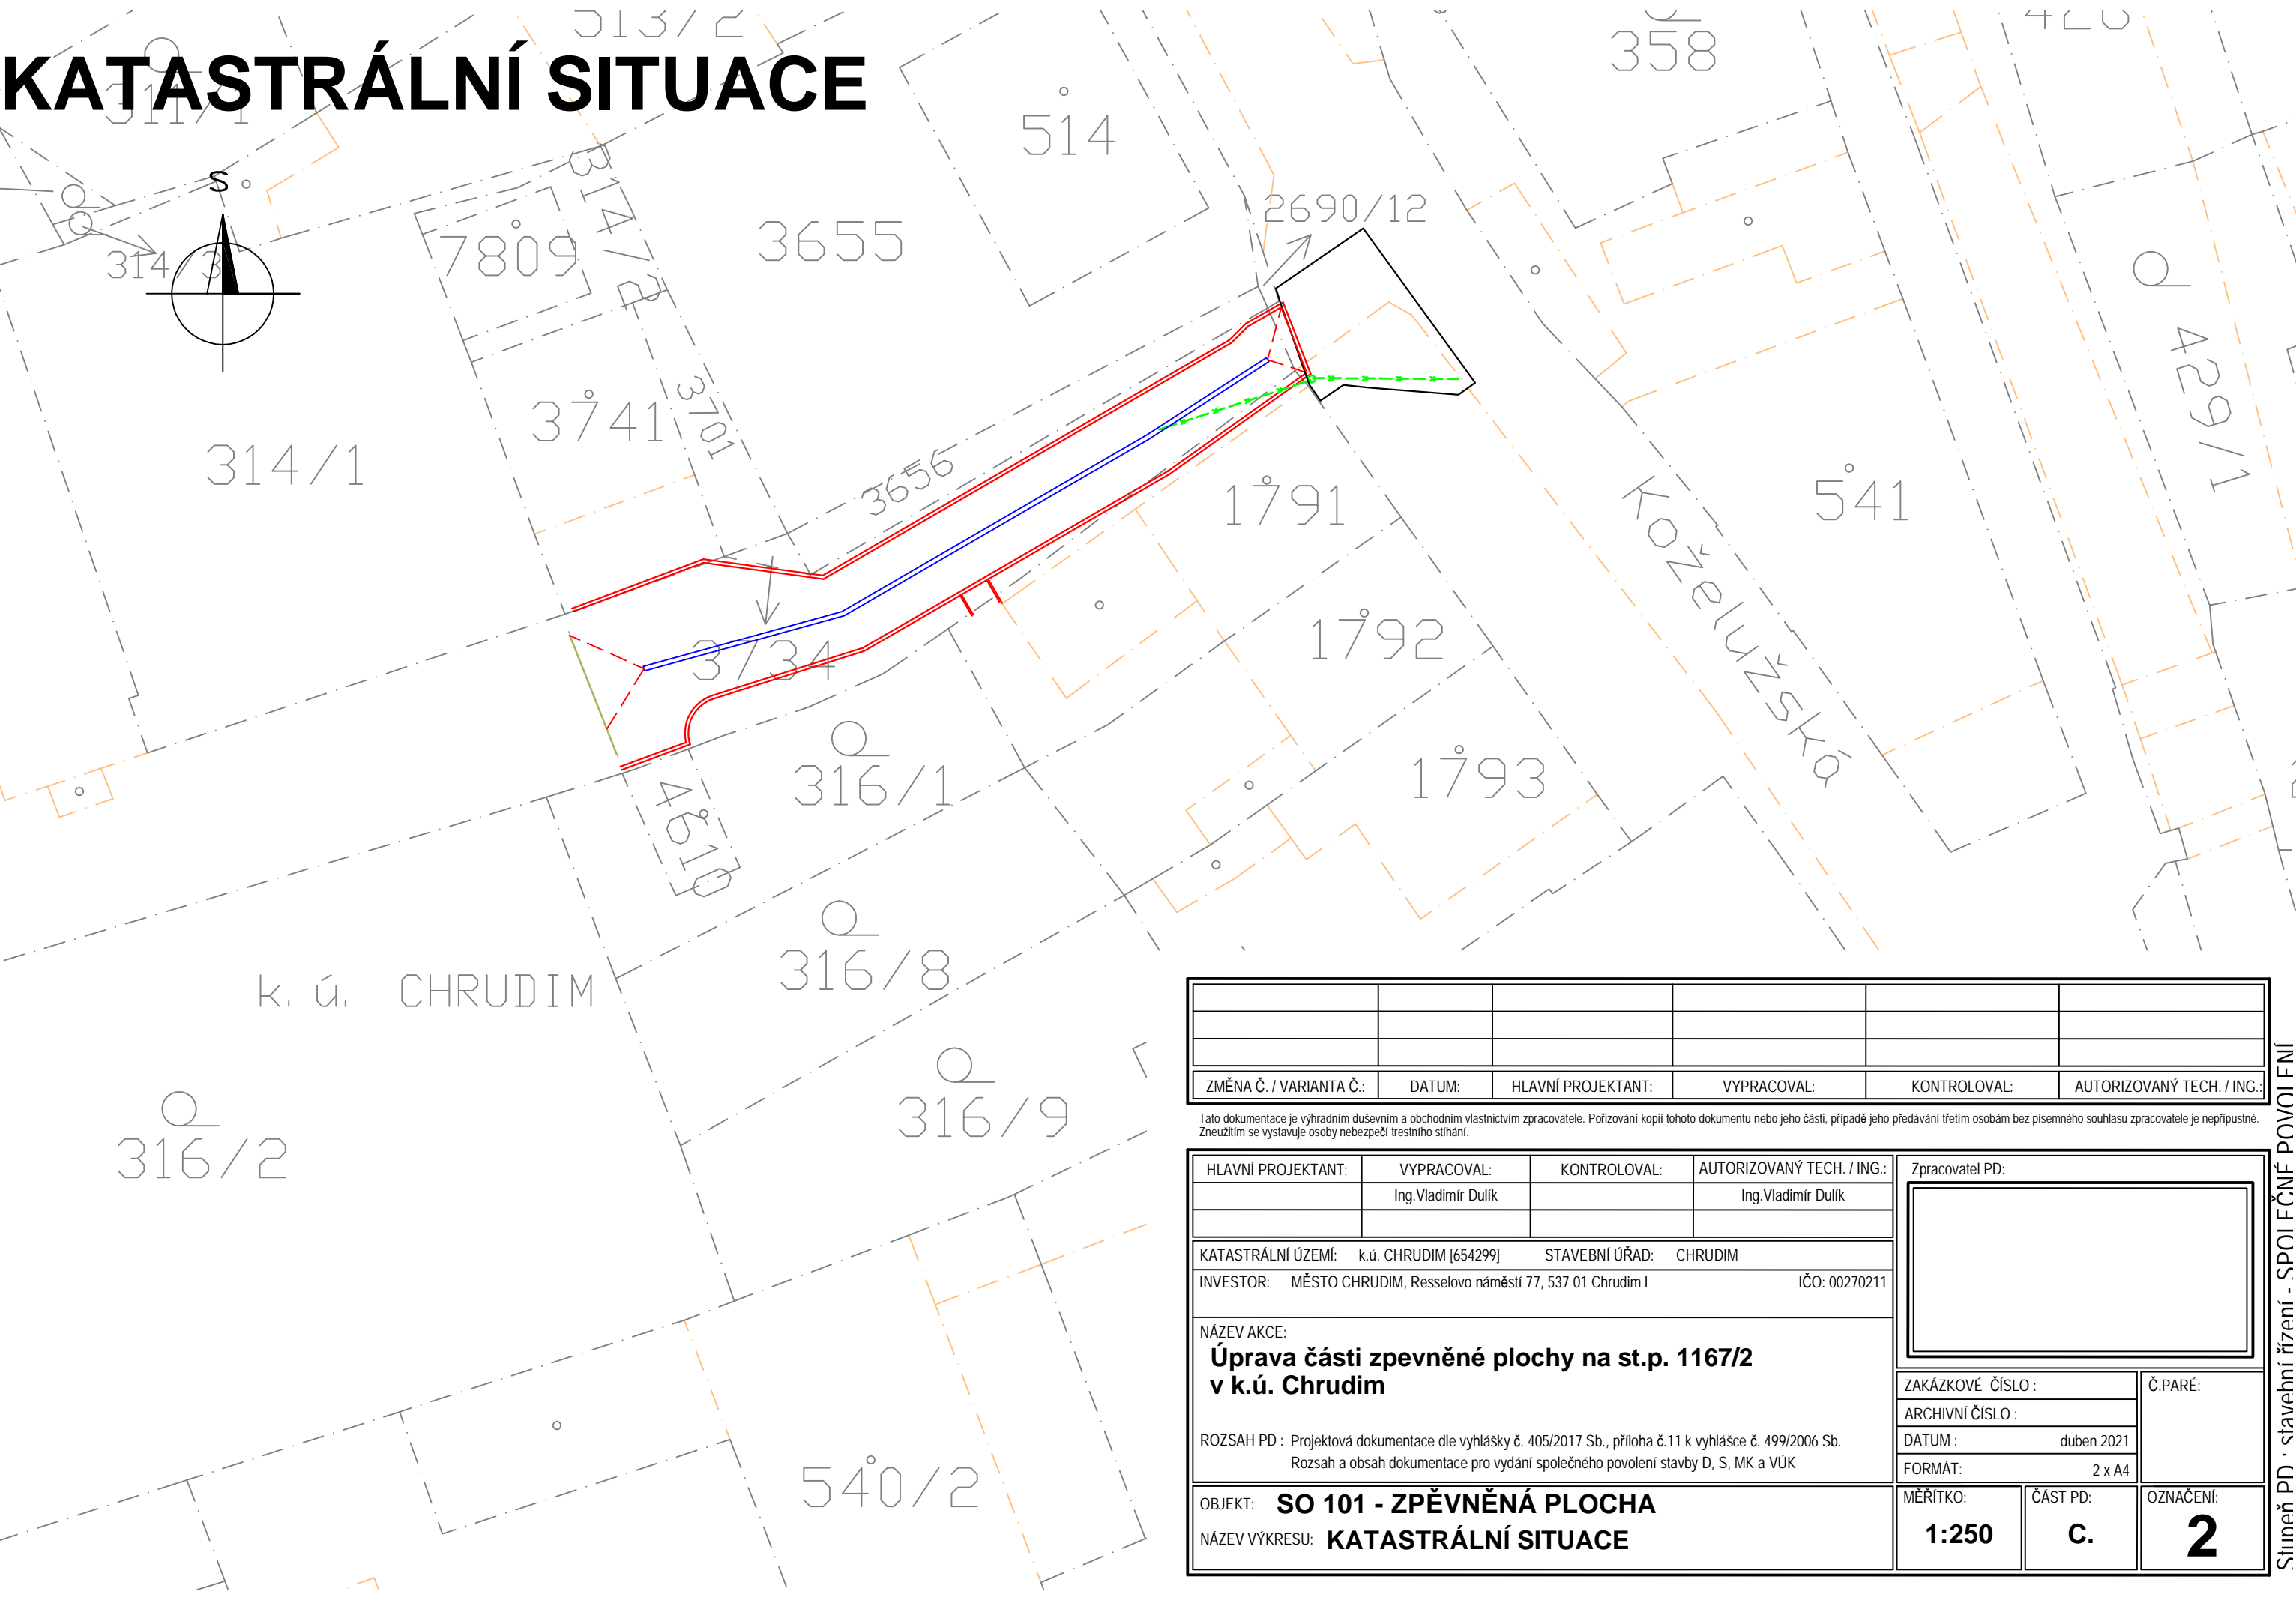 KATASTRÁLNÍ SITUACE
513/2
311/1
S
314/3
7809
314/2
3655
514
2690/12
358
429/1
314/1
3741
3701
3656
1791
541
Koželužská
1792
3734
316/1
1793
4610
316/8
k. ú. CHRUDIM
316/9
316/2
540/2
ZMĚNA Č. / VARIANTA Č.: DATUM: HLAVNÍ PROJEKTANT: VYPRACOVAL: KONTROLOVAL: AUTORIZOVANÝ TECH. / ING.:
Tato dokumentace je výhradním duševním a obchodním vlastnictvím zpracovatele. Pořizování kopií tohoto dokumentu nebo jeho části, případě jeho předávání třetím osobám bez písemného souhlasu zpracovatele je nepřípustné.
Zneužitím se vystavuje osoby nebezpečí trestního stíhání.
HLAVNÍ PROJEKTANT: VYPRACOVAL: KONTROLOVAL: AUTORIZOVANÝ TECH. / ING.: Zpracovatel PD:
Ing.Vladimír Dulík Ing.Vladimír Dulík
KATASTRÁLNÍ ÚZEMÍ: k.ú. CHRUDIM [654299] STAVEBNÍ ÚŘAD: CHRUDIM
INVESTOR: MĚSTO CHRUDIM, Resselovo náměstí 77, 537 01 Chrudim I IČO: 00270211
NÁZEV AKCE:
Úprava části zpevněné plochy na st.p. 1167/2
v k.ú. Chrudim
ROZSAH PD : Projektová dokumentace dle vyhlášky č. 405/2017 Sb., příloha č.11 k vyhlášce č. 499/2006 Sb.
Rozsah a obsah dokumentace pro vydání společného povolení stavby D, S, MK a VÚK
ZAKÁZKOVÉ ČÍSLO : Č.PARÉ:
ARCHIVNÍ ČÍSLO :
DATUM : duben 2021
FORMÁT: 2 x A4
OBJEKT: SO 101 - ZPĚVNĚNÁ PLOCHA
NÁZEV VÝKRESU: KATASTRÁLNÍ SITUACE
MĚŘÍTKO: ČÁST PD: OZNAČENÍ:
1:250 C. 2
Stupeň PD : stavební řízení - SPOLEČNÉ POVOLENÍ